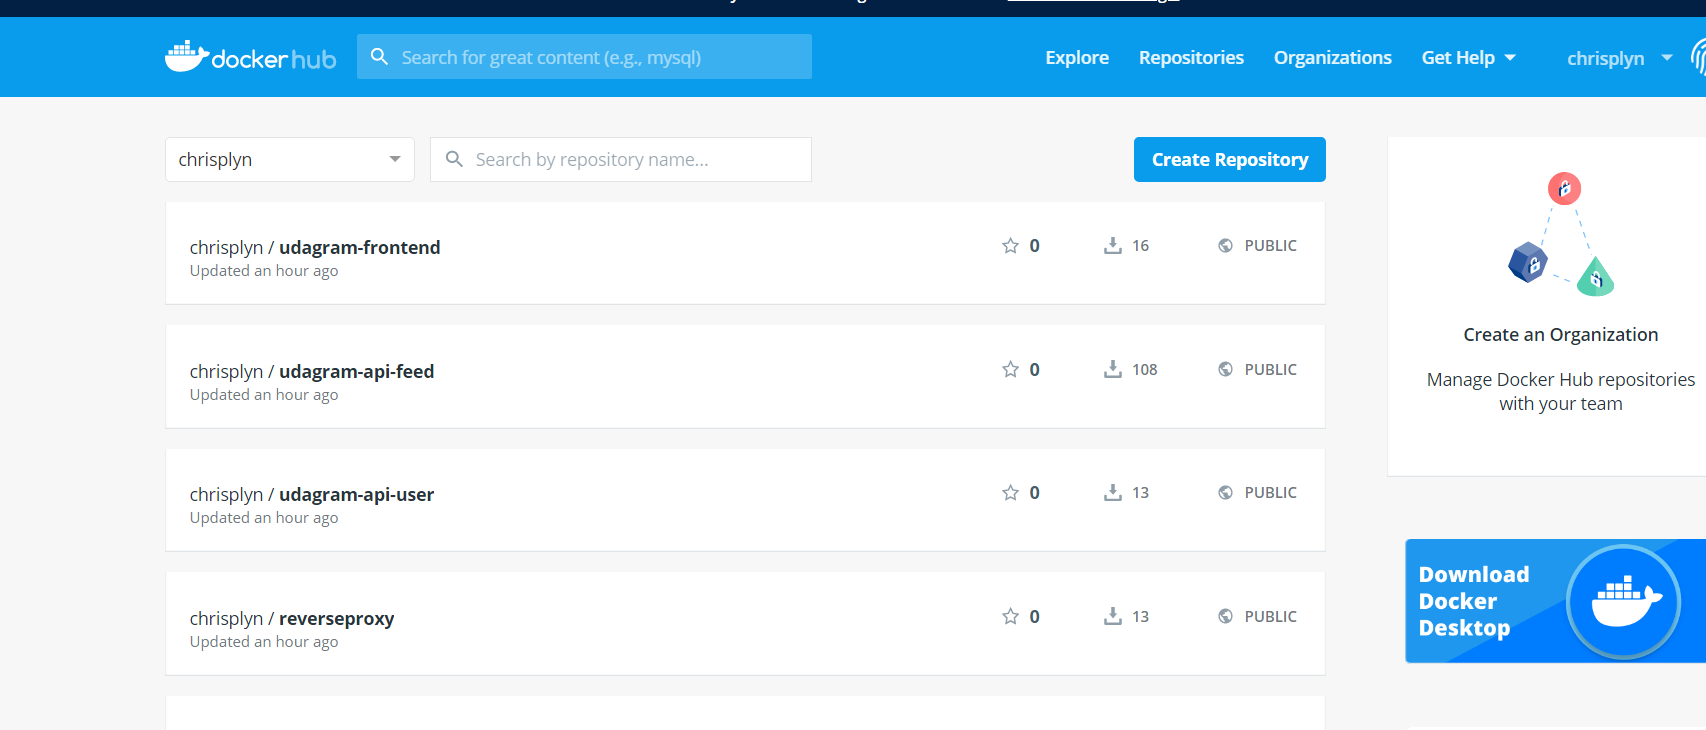 docker hub
Search for great content (e.g., mysql)
Explore
Repositories
Organizations
Get Help
chrisplyn
chrisplyn
Search by repository name...
Create Repository
chrisplyn / udagram-frontend
Updated an hour ago
0
16
PUBLIC
chrisplyn / udagram-api-feed
Updated an hour ago
0
108
PUBLIC
chrisplyn / udagram-api-user
Updated an hour ago
0
13
PUBLIC
chrisplyn / reverseproxy
Updated an hour ago
0
13
PUBLIC
Create an Organization
Manage Docker Hub repositories
with your team
Download
Docker
Desktop